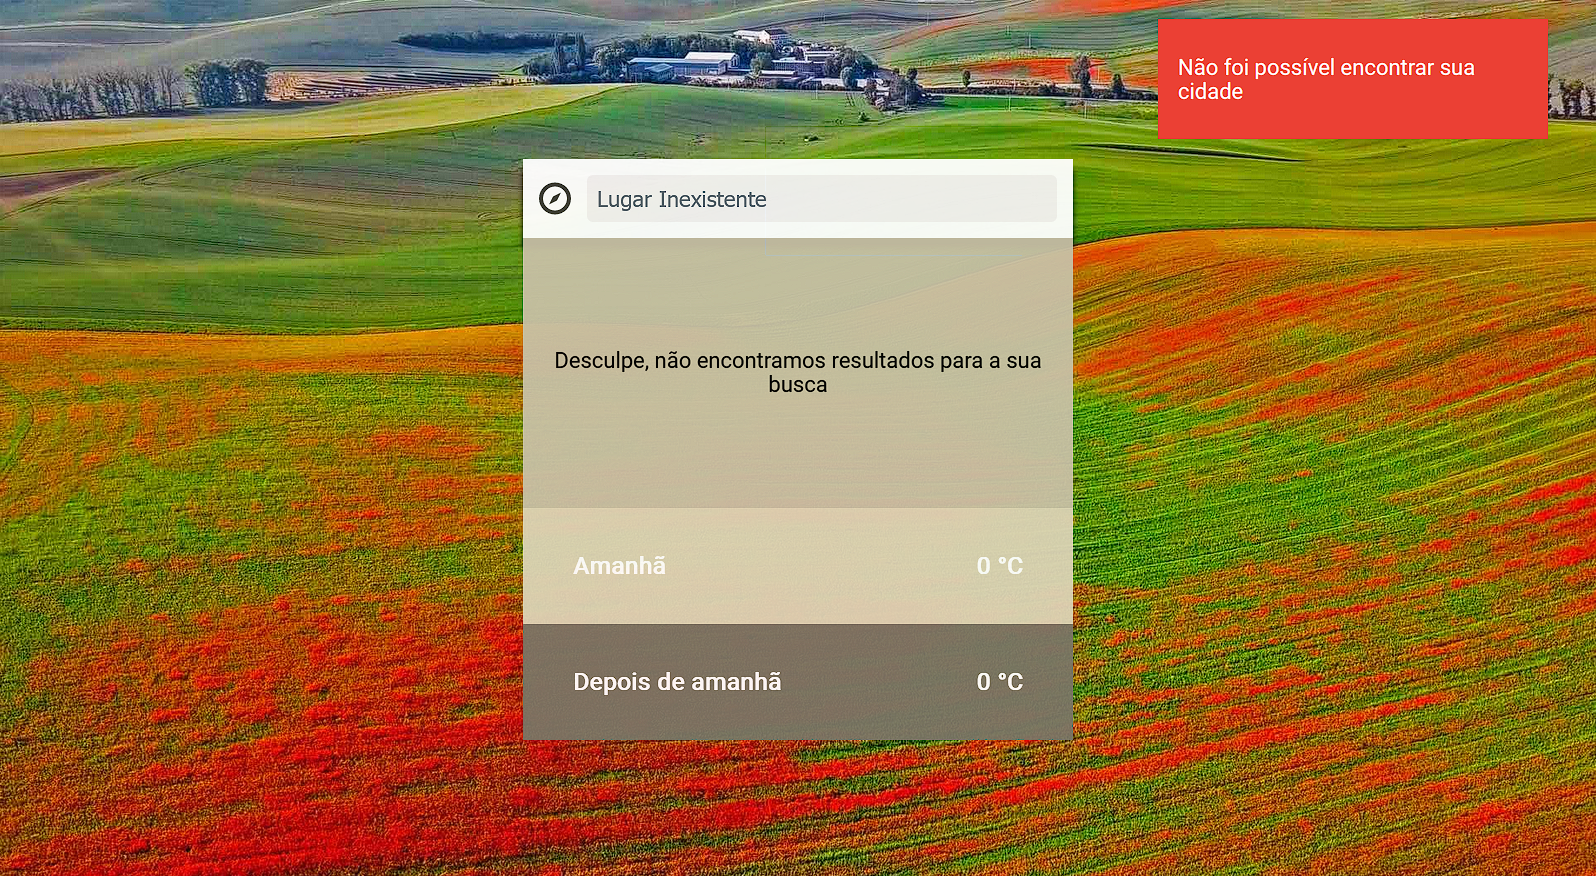 Não foi possível encontrar sua
cidade
Lugar Inexistente
Desculpe, não encontramos resultados para a sua
busca
Amanhã 0 °C
Depois de amanhã 0 °C